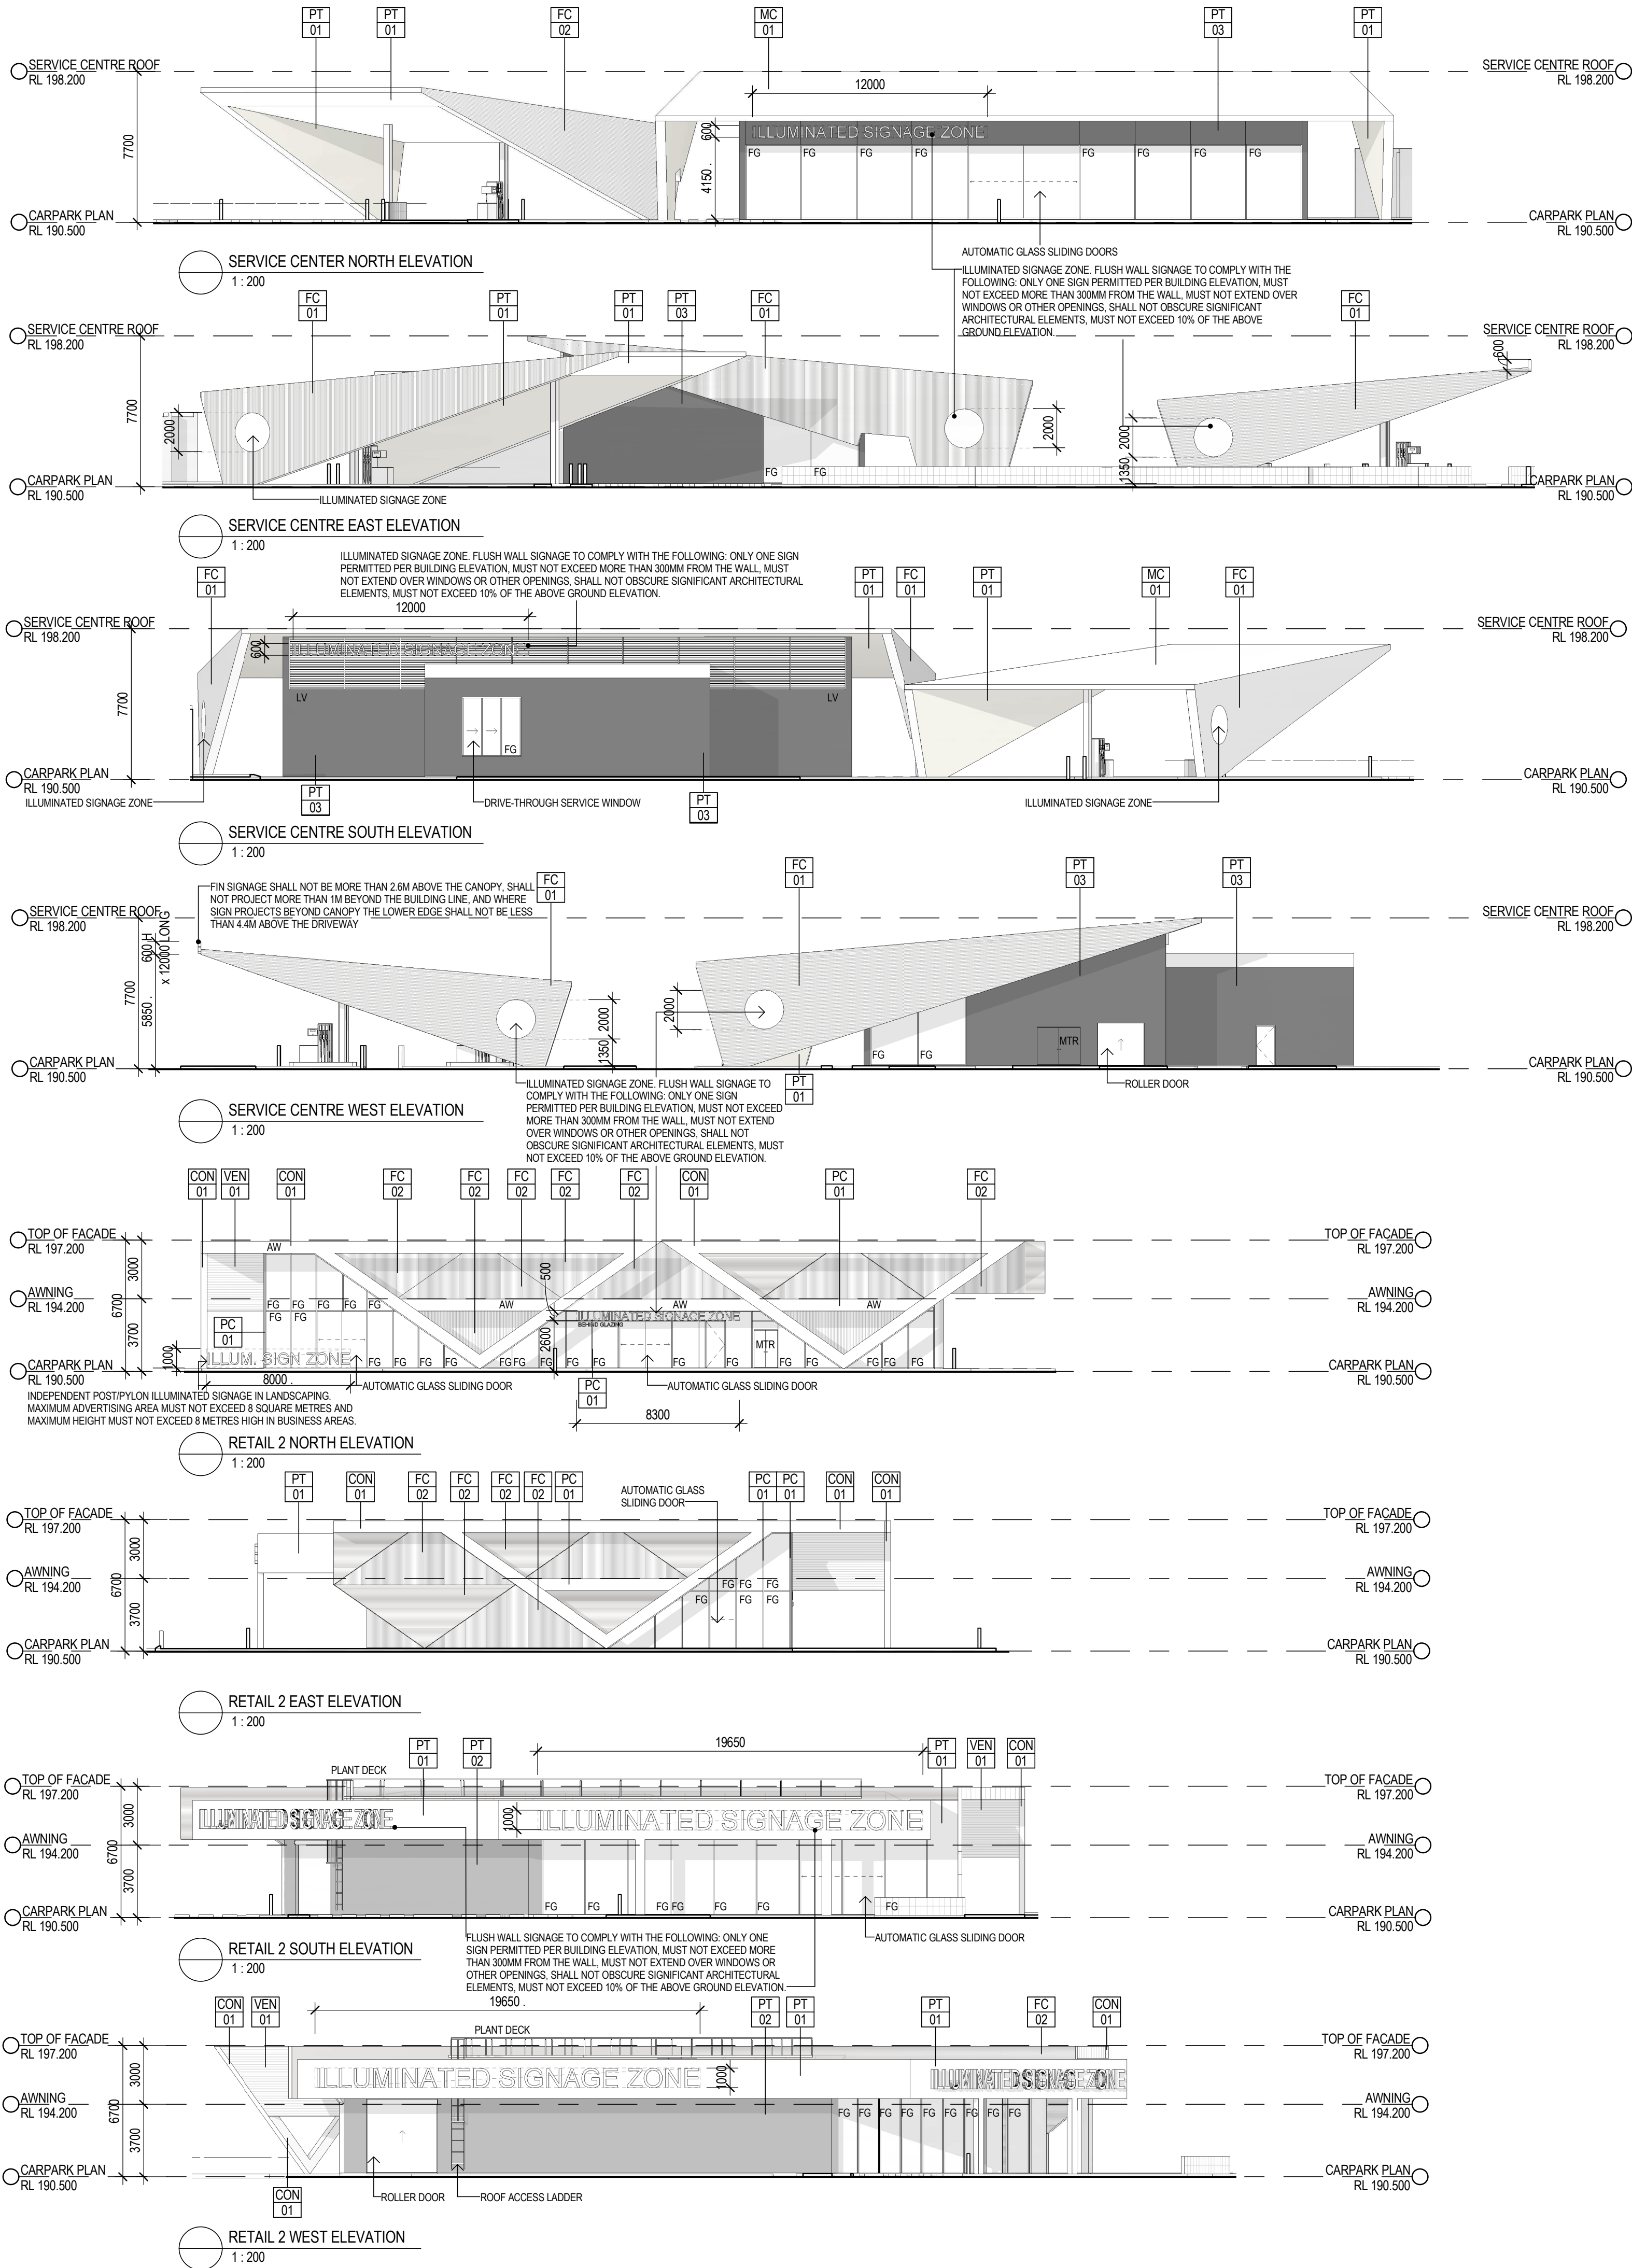 PT
01
PT
01
FC
02
MC
01
PT
03
PT
01
SERVICE CENTRE ROOF
RL 198.200
SERVICE CENTRE ROOF
RL 198.200
12000
7700
600
ILLUMINATED SIGNAGE ZONE
FG FG FG FG FG FG FG FG
4150 .
CARPARK PLAN
RL 190.500
CARPARK PLAN
RL 190.500
AUTOMATIC GLASS SLIDING DOORS
SERVICE CENTER NORTH ELEVATION
1 : 200
ILLUMINATED SIGNAGE ZONE. FLUSH WALL SIGNAGE TO COMPLY WITH THE
FOLLOWING: ONLY ONE SIGN PERMITTED PER BUILDING ELEVATION, MUST
NOT EXCEED MORE THAN 300MM FROM THE WALL, MUST NOT EXTEND OVER
WINDOWS OR OTHER OPENINGS, SHALL NOT OBSCURE SIGNIFICANT
ARCHITECTURAL ELEMENTS, MUST NOT EXCEED 10% OF THE ABOVE
GROUND ELEVATION.
FC
01
PT
01
PT
01
PT
03
FC
01
FC
01
SERVICE CENTRE ROOF
RL 198.200
SERVICE CENTRE ROOF
RL 198.200
600
7700
2000
2000
2000
1350
FG FG
CARPARK PLAN
RL 190.500
CARPARK PLAN
RL 190.500
ILLUMINATED SIGNAGE ZONE
SERVICE CENTRE EAST ELEVATION
1 : 200
ILLUMINATED SIGNAGE ZONE. FLUSH WALL SIGNAGE TO COMPLY WITH THE FOLLOWING: ONLY ONE SIGN
PERMITTED PER BUILDING ELEVATION, MUST NOT EXCEED MORE THAN 300MM FROM THE WALL, MUST
NOT EXTEND OVER WINDOWS OR OTHER OPENINGS, SHALL NOT OBSCURE SIGNIFICANT ARCHITECTURAL
ELEMENTS, MUST NOT EXCEED 10% OF THE ABOVE GROUND ELEVATION.
FC
01
PT
01
FC
01
PT
01
MC
01
FC
01
12000
SERVICE CENTRE ROOF
RL 198.200
SERVICE CENTRE ROOF
RL 198.200
600
ILLUMINATED SIGNAGE ZONE
7700
LV LV
FG
CARPARK PLAN
RL 190.500
CARPARK PLAN
RL 190.500
ILLUMINATED SIGNAGE ZONE
PT
03
DRIVE-THROUGH SERVICE WINDOW
PT
03
ILLUMINATED SIGNAGE ZONE
SERVICE CENTRE SOUTH ELEVATION
1 : 200
FIN SIGNAGE SHALL NOT BE MORE THAN 2.6M ABOVE THE CANOPY, SHALL
NOT PROJECT MORE THAN 1M BEYOND THE BUILDING LINE, AND WHERE
SIGN PROJECTS BEYOND CANOPY THE LOWER EDGE SHALL NOT BE LESS
THAN 4.4M ABOVE THE DRIVEWAY
FC
01
FC
01
PT
03
PT
03
SERVICE CENTRE ROOF
RL 198.200
SERVICE CENTRE ROOF
RL 198.200
600 H
x 12000 LONG
7700
5850 .
2000
1350
2000
FG FG
MTR
CARPARK PLAN
RL 190.500
CARPARK PLAN
RL 190.500
PT
01
ROLLER DOOR
ILLUMINATED SIGNAGE ZONE. FLUSH WALL SIGNAGE TO
COMPLY WITH THE FOLLOWING: ONLY ONE SIGN
PERMITTED PER BUILDING ELEVATION, MUST NOT EXCEED
MORE THAN 300MM FROM THE WALL, MUST NOT EXTEND
OVER WINDOWS OR OTHER OPENINGS, SHALL NOT
OBSCURE SIGNIFICANT ARCHITECTURAL ELEMENTS, MUST
NOT EXCEED 10% OF THE ABOVE GROUND ELEVATION.
SERVICE CENTRE WEST ELEVATION
1 : 200
CON
01
VEN
01
CON
01
FC
02
FC
02
FC
02
FC
02
FC
02
CON
01
PC
01
FC
02
TOP OF FACADE
RL 197.200
TOP OF FACADE
RL 197.200
AW
3000
500
AWNING
RL 194.200
AWNING
RL 194.200
6700
3700
FG FG FG FG FG
FG FG
AW AW AW
ILLUMINATED SIGNAGE ZONE
BEHIND GLAZING
PC
01
2600
MTR
1000
ILLUM. SIGN ZONE
FG FG FG FG FG FG FG FG FG FG FG FG FG FG FG FG
CARPARK PLAN
RL 190.500
CARPARK PLAN
RL 190.500
8000 .
AUTOMATIC GLASS SLIDING DOOR
PC
01
AUTOMATIC GLASS SLIDING DOOR
INDEPENDENT POST/PYLON ILLUMINATED SIGNAGE IN LANDSCAPING.
MAXIMUM ADVERTISING AREA MUST NOT EXCEED 8 SQUARE METRES AND
MAXIMUM HEIGHT MUST NOT EXCEED 8 METRES HIGH IN BUSINESS AREAS.
8300
RETAIL 2 NORTH ELEVATION
1 : 200
PT
01
CON
01
FC
02
FC
02
FC
02
FC
02
PC
01
AUTOMATIC GLASS
SLIDING DOOR
PC
01
PC
01
CON
01
CON
01
TOP OF FACADE
RL 197.200
TOP OF FACADE
RL 197.200
3000
AWNING
RL 194.200
AWNING
RL 194.200
6700
3700
FG FG FG
FG FG FG
CARPARK PLAN
RL 190.500
CARPARK PLAN
RL 190.500
RETAIL 2 EAST ELEVATION
1 : 200
PT
01
PT
02
19650
PT
01
VEN
01
CON
01
PLANT DECK
TOP OF FACADE
RL 197.200
TOP OF FACADE
RL 197.200
3000
ILLUMINATED SIGNAGE ZONE
1000
ILLUMINATED SIGNAGE ZONE
AWNING
RL 194.200
AWNING
RL 194.200
6700
3700
FG FG FG FG FG FG FG
CARPARK PLAN
RL 190.500
CARPARK PLAN
RL 190.500
AUTOMATIC GLASS SLIDING DOOR
RETAIL 2 SOUTH ELEVATION
1 : 200
FLUSH WALL SIGNAGE TO COMPLY WITH THE FOLLOWING: ONLY ONE
SIGN PERMITTED PER BUILDING ELEVATION, MUST NOT EXCEED MORE
THAN 300MM FROM THE WALL, MUST NOT EXTEND OVER WINDOWS OR
OTHER OPENINGS, SHALL NOT OBSCURE SIGNIFICANT ARCHITECTURAL
ELEMENTS, MUST NOT EXCEED 10% OF THE ABOVE GROUND ELEVATION.
CON
01
VEN
01
19650 .
PT
02
PT
01
PT
01
FC
02
CON
01
PLANT DECK
TOP OF FACADE
RL 197.200
TOP OF FACADE
RL 197.200
3000
ILLUMINATED SIGNAGE ZONE
1000
ILLUMINATED SIGNAGE ZONE
AWNING
RL 194.200
AWNING
RL 194.200
6700
3700
FG FG FG FG FG FG FG FG FG
CARPARK PLAN
RL 190.500
CARPARK PLAN
RL 190.500
CON
01
ROLLER DOOR
ROOF ACCESS LADDER
RETAIL 2 WEST ELEVATION
1 : 200